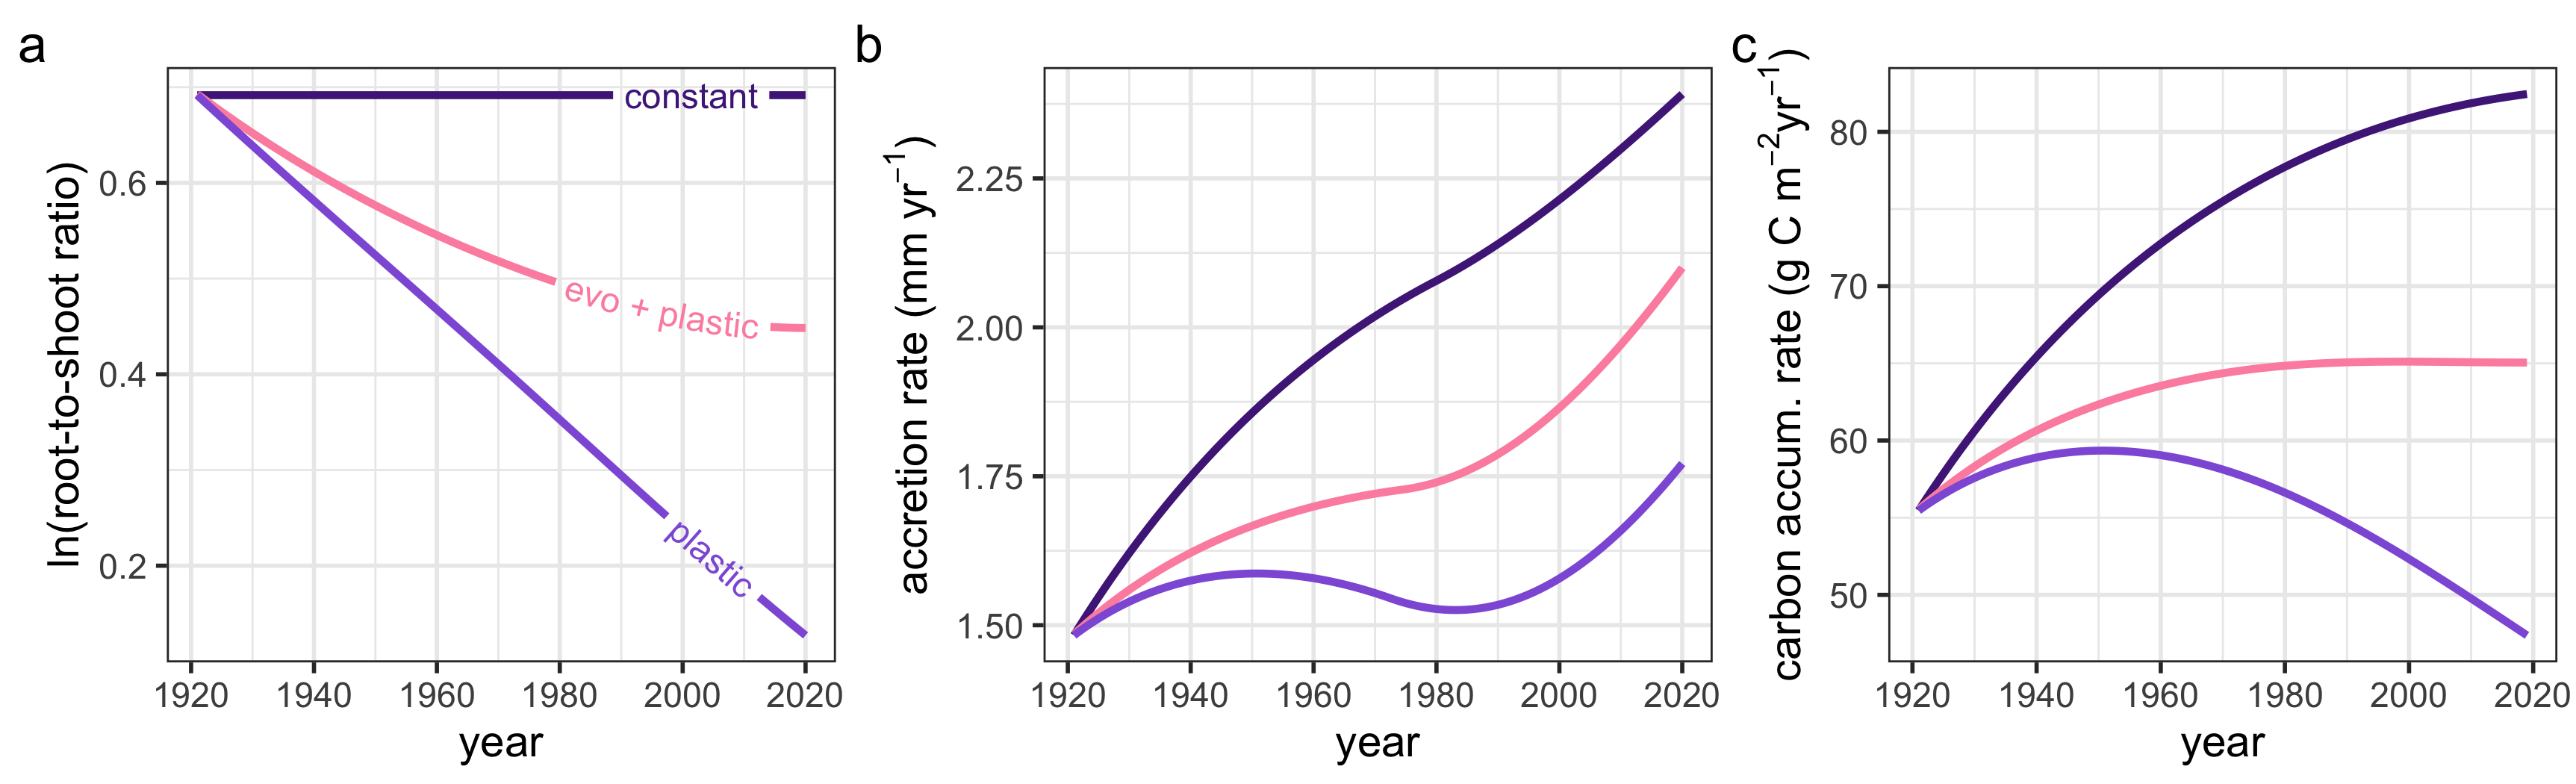 a
ln(root-to-shoot ratio)
0.6
0.4
0.2
constant
evo + plastic
plastic
1920 1940 1960 1980 2000 2020
year
b
accretion rate (mm yr⁻¹)
2.25
2.00
1.75
1.50
1920 1940 1960 1980 2000 2020
year
c
carbon accum. rate (g C m⁻²yr⁻¹)
80
70
60
50
1920 1940 1960 1980 2000 2020
year